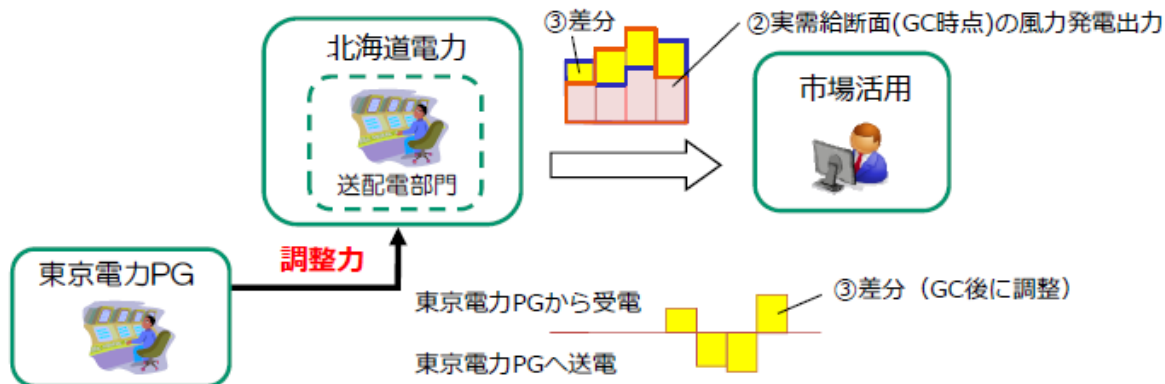 北海道電力
送配電部門
③差分
②実需給断面(GC時点)の風力発電出力
市場活用
東京電力PG
調整力
東京電力PGから受電
東京電力PGへ送電
③差分（GC後に調整）